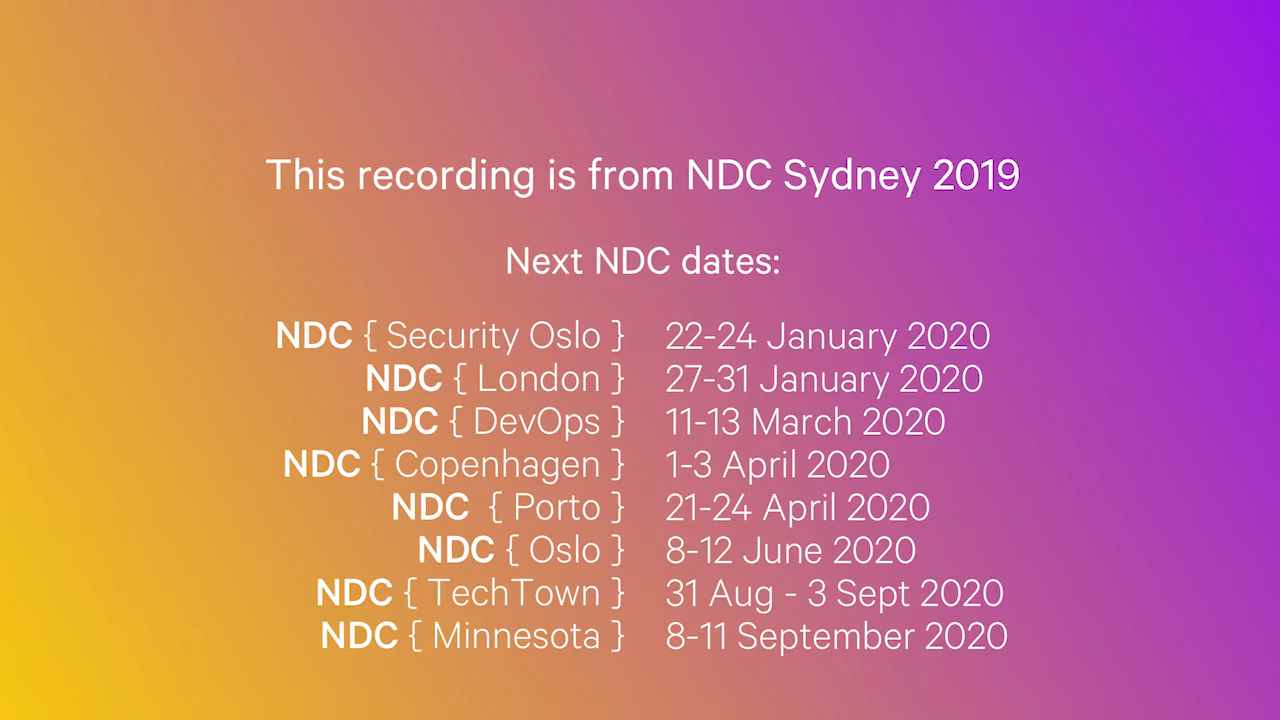 This recording is from NDC Sydney 2019
Next NDC dates:
NDC { Security Oslo } 22-24 January 2020
NDC { London } 27-31 January 2020
NDC { DevOps } 11-13 March 2020
NDC { Copenhagen } 1-3 April 2020
NDC { Porto } 21-24 April 2020
NDC { Oslo } 8-12 June 2020
NDC { TechTown } 31 Aug - 3 Sept 2020
NDC { Minnesota } 8-11 September 2020